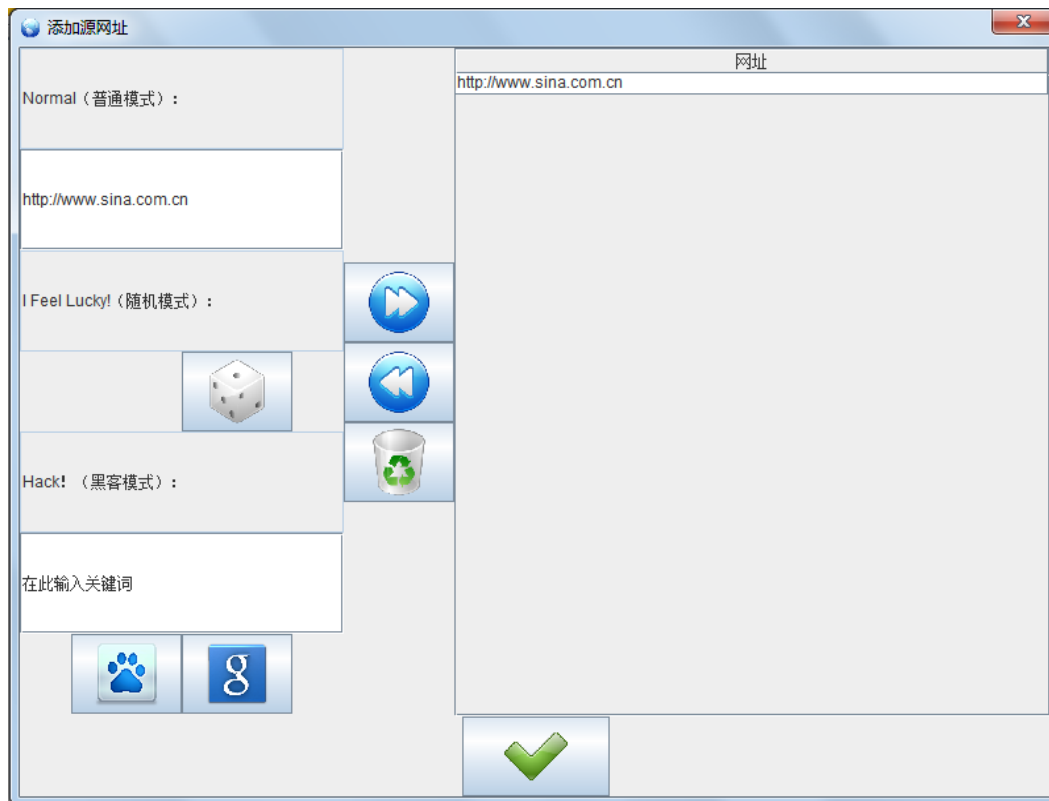 添加源网址
Normal（普通模式）：
http://www.sina.com.cn
I Feel Lucky!（随机模式）：
Hack! （黑客模式）：
在此输入关键词
g
网址
http://www.sina.com.cn